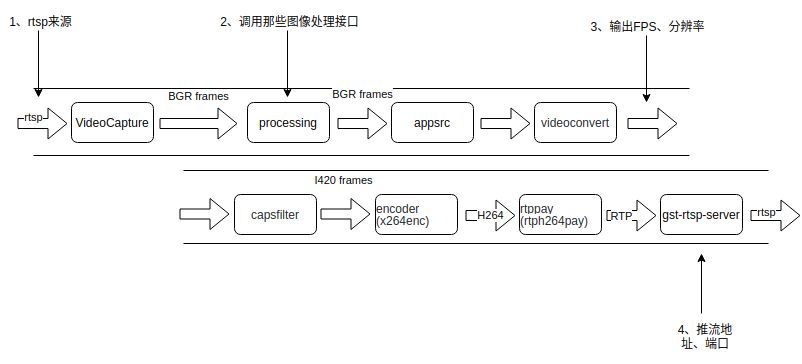 1、rtsp来源
2、调用那些图像处理接口
3、输出FPS、分辨率
BGR frames
BGR frames
rtsp
VideoCapture
processing
appsrc
videoconvert
I420 frames
capsfilter
encoder
(x264enc)
H264
rtppay
(rtph264pay)
RTP
gst-rtsp-server
rtsp
4、推流地
址、端口